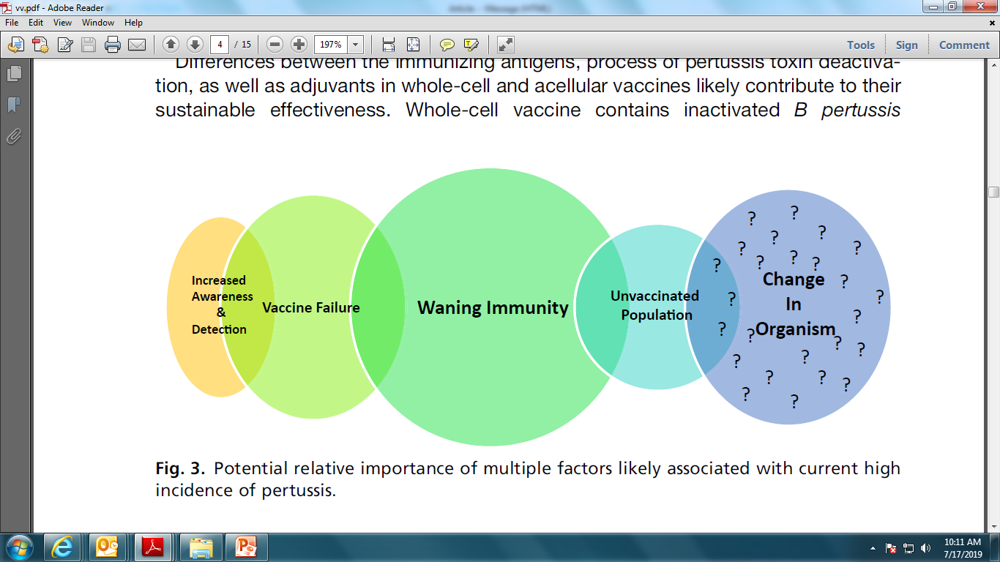 vv.pdf - Adobe Reader
Article - Message (HTML)
File Edit View Window Help
4 / 15 197% Tools Sign Comment
Differences between the immunizing antigens, process of pertussis toxin deactiva-
tion, as well as adjuvants in whole-cell and acellular vaccines likely contribute to their
sustainable effectiveness. Whole-cell vaccine contains inactivated B pertussis
Increased
Awareness
&
Detection
Vaccine Failure
Waning Immunity
Unvaccinated
Population
Change
In
Organism
? ? ? ? ? ? ? ? ? ? ? ? ? ? ? ? ? ? ? ? ? ? ? ? ? ?
Fig. 3. Potential relative importance of multiple factors likely associated with current high
incidence of pertussis.
10:11 AM
7/17/2019